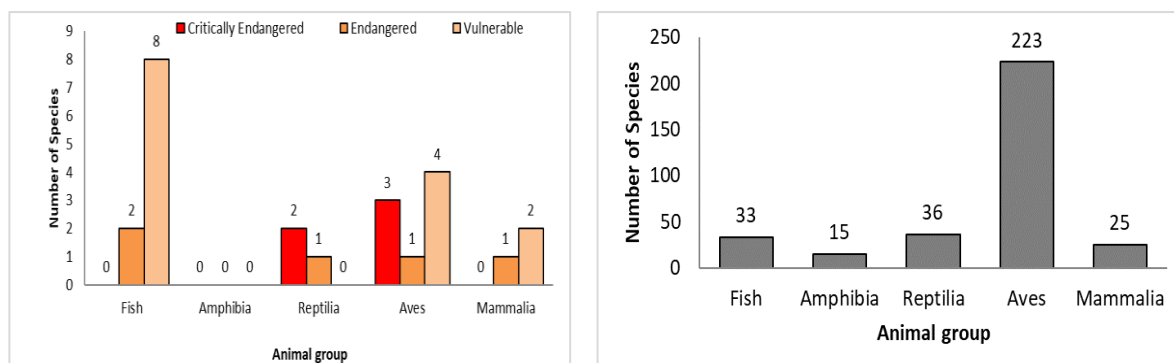 Critically Endangered Endangered Vulnerable
Number of Species
9
8
7
6
5
4
3
2
1
0
0 2 8
0 0 0
2 1 0
3 1 4
0 1 2
Fish Amphibia Reptilia Aves Mammalia
Animal group
Number of Species
250
200
150
100
50
0
33 15 36 223 25
Fish Amphibia Reptilia Aves Mammalia
Animal group